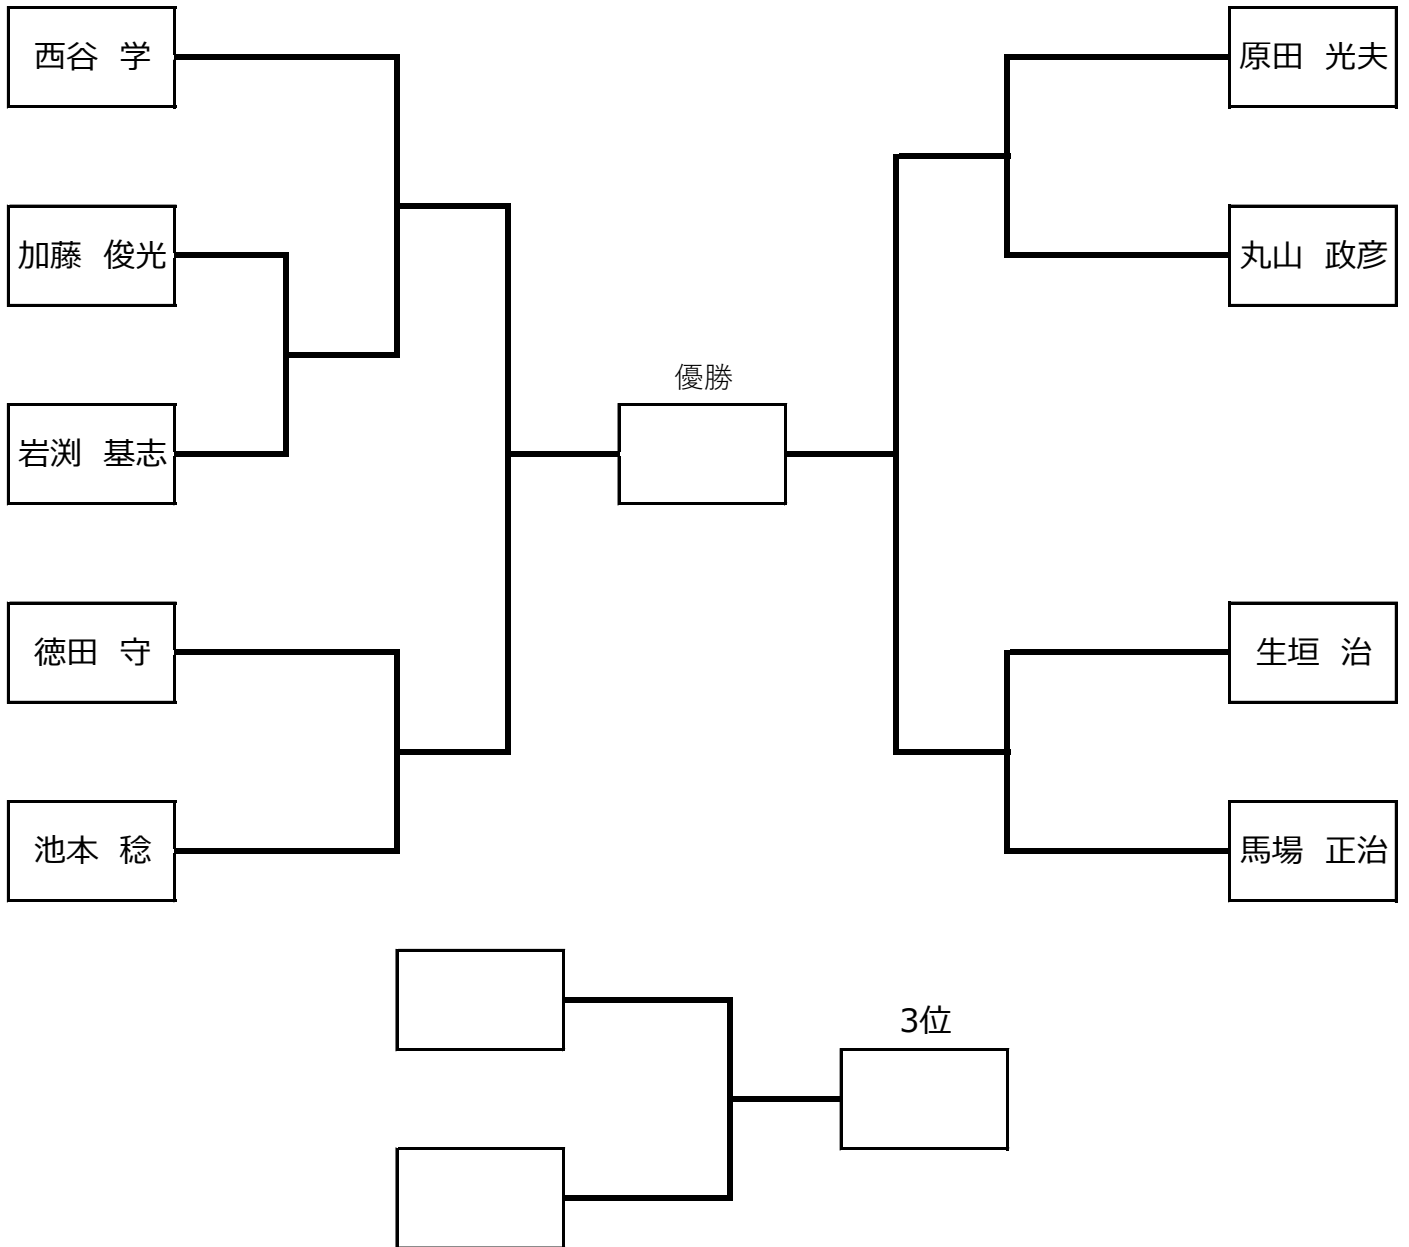 西谷　学
加藤　俊光
岩渕　基志
徳田　守
池本　稔
優勝
原田　光夫
丸山　政彦
生垣　治
馬場　正治
3位